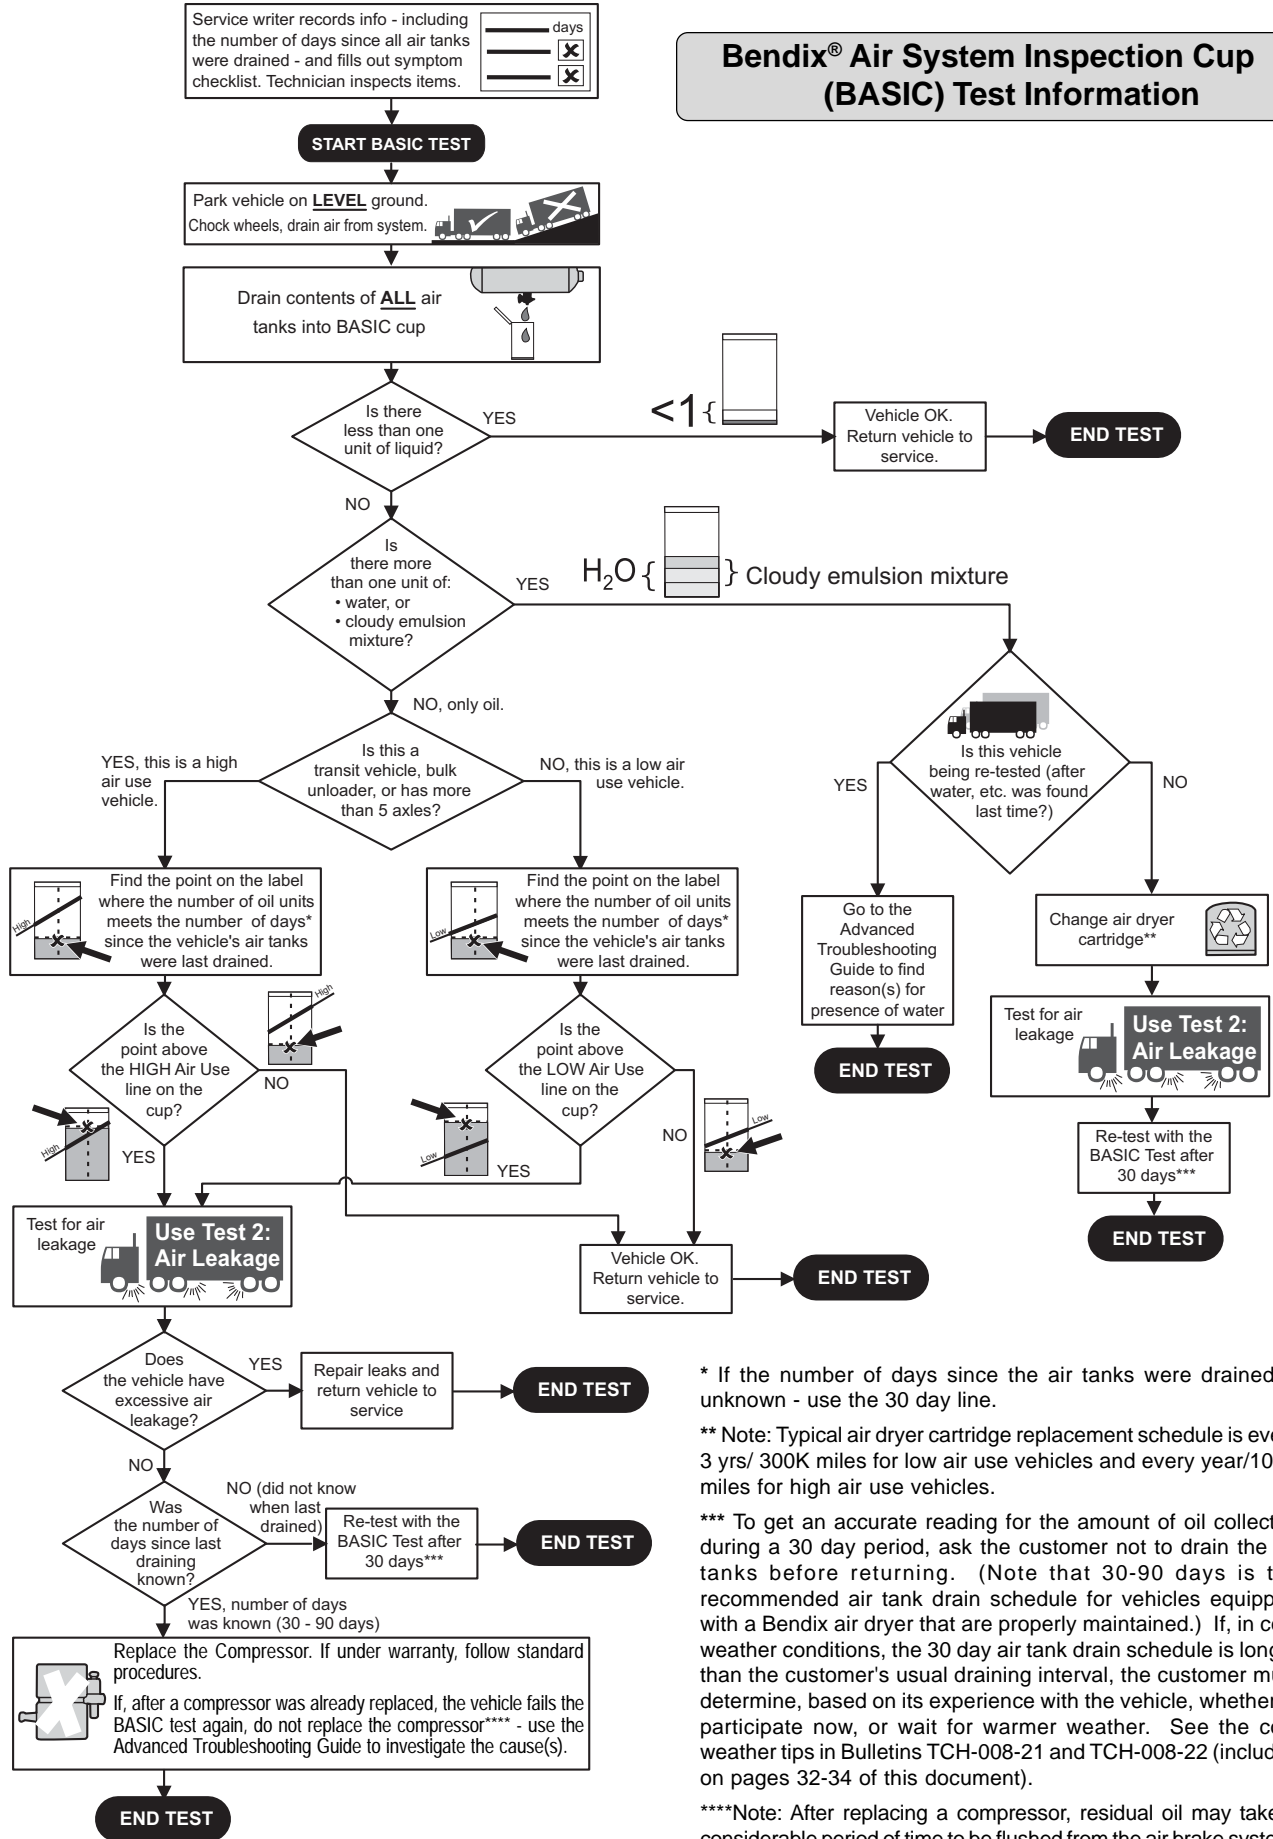 Service writer records info - including
the number of days since all air tanks
were drained - and fills out symptom
checklist. Technician inspects items.
days
Bendix® Air System Inspection Cup
(BASIC) Test Information
START BASIC TEST
Park vehicle on LEVEL ground.
Chock wheels, drain air from system.
Drain contents of ALL air
tanks into BASIC cup
Is there
less than one
unit of liquid?
YES
<1 {
Vehicle OK.
Return vehicle to
service.
END TEST
NO
Is
there more
than one unit of:
• water, or
• cloudy emulsion
mixture?
YES
H₂O { } Cloudy emulsion mixture
NO, only oil.
Is this a
transit vehicle, bulk
unloader, or has more
than 5 axles?
YES, this is a high
air use
vehicle.
NO, this is a low air
use vehicle.
Is this vehicle
being re-tested (after
water, etc. was found
last time?)
YES
NO
High
Find the point on the label
where the number of oil units
meets the number of days*
since the vehicle's air tanks
were last drained.
Low
Find the point on the label
where the number of oil units
meets the number of days*
since the vehicle's air tanks
were last drained.
Go to the
Advanced
Troubleshooting
Guide to find
reason(s) for
presence of water
END TEST
Change air dryer
cartridge**
Test for air
leakage
Use Test 2:
Air Leakage
Re-test with the
BASIC Test after
30 days***
END TEST
Is the
point above
the HIGH Air Use
line on the
cup?
High
NO
High
YES
Is the
point above
the LOW Air Use
line on the
cup?
Low
YES
NO
Low
Test for air
leakage
Use Test 2:
Air Leakage
Vehicle OK.
Return vehicle to
service.
END TEST
Does
the vehicle have
excessive air
leakage?
YES
Repair leaks and
return vehicle to
service
END TEST
NO
Was
the number of
days since last
draining
known?
NO (did not know
when last
drained)
Re-test with the
BASIC Test after
30 days***
END TEST
YES, number of days
was known (30 - 90 days)
Replace the Compressor. If under warranty, follow standard
procedures.
If, after a compressor was already replaced, the vehicle fails the
BASIC test again, do not replace the compressor**** - use the
Advanced Troubleshooting Guide to investigate the cause(s).
END TEST
* If the number of days since the air tanks were drained
unknown - use the 30 day line.
** Note: Typical air dryer cartridge replacement schedule is eve
3 yrs/ 300K miles for low air use vehicles and every year/10
miles for high air use vehicles.
*** To get an accurate reading for the amount of oil collect
during a 30 day period, ask the customer not to drain the
tanks before returning. (Note that 30-90 days is t
recommended air tank drain schedule for vehicles equipp
with a Bendix air dryer that are properly maintained.) If, in co
weather conditions, the 30 day air tank drain schedule is long
than the customer's usual draining interval, the customer mu
determine, based on its experience with the vehicle, whether
participate now, or wait for warmer weather. See the co
weather tips in Bulletins TCH-008-21 and TCH-008-22 (includ
on pages 32-34 of this document).
****Note: After replacing a compressor, residual oil may take
considerable period of time to be flushed from the air brake syste